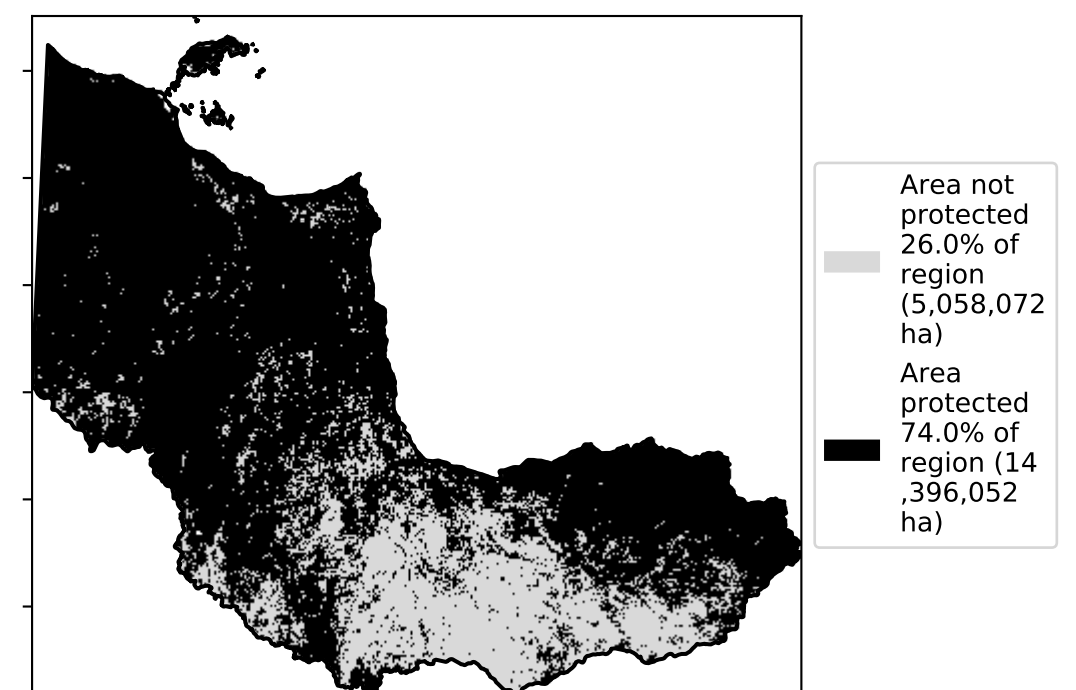 Area not
protected
26.0% of
region
(5,058,072
ha)
Area
protected
74.0% of
region (14
,396,052
ha)